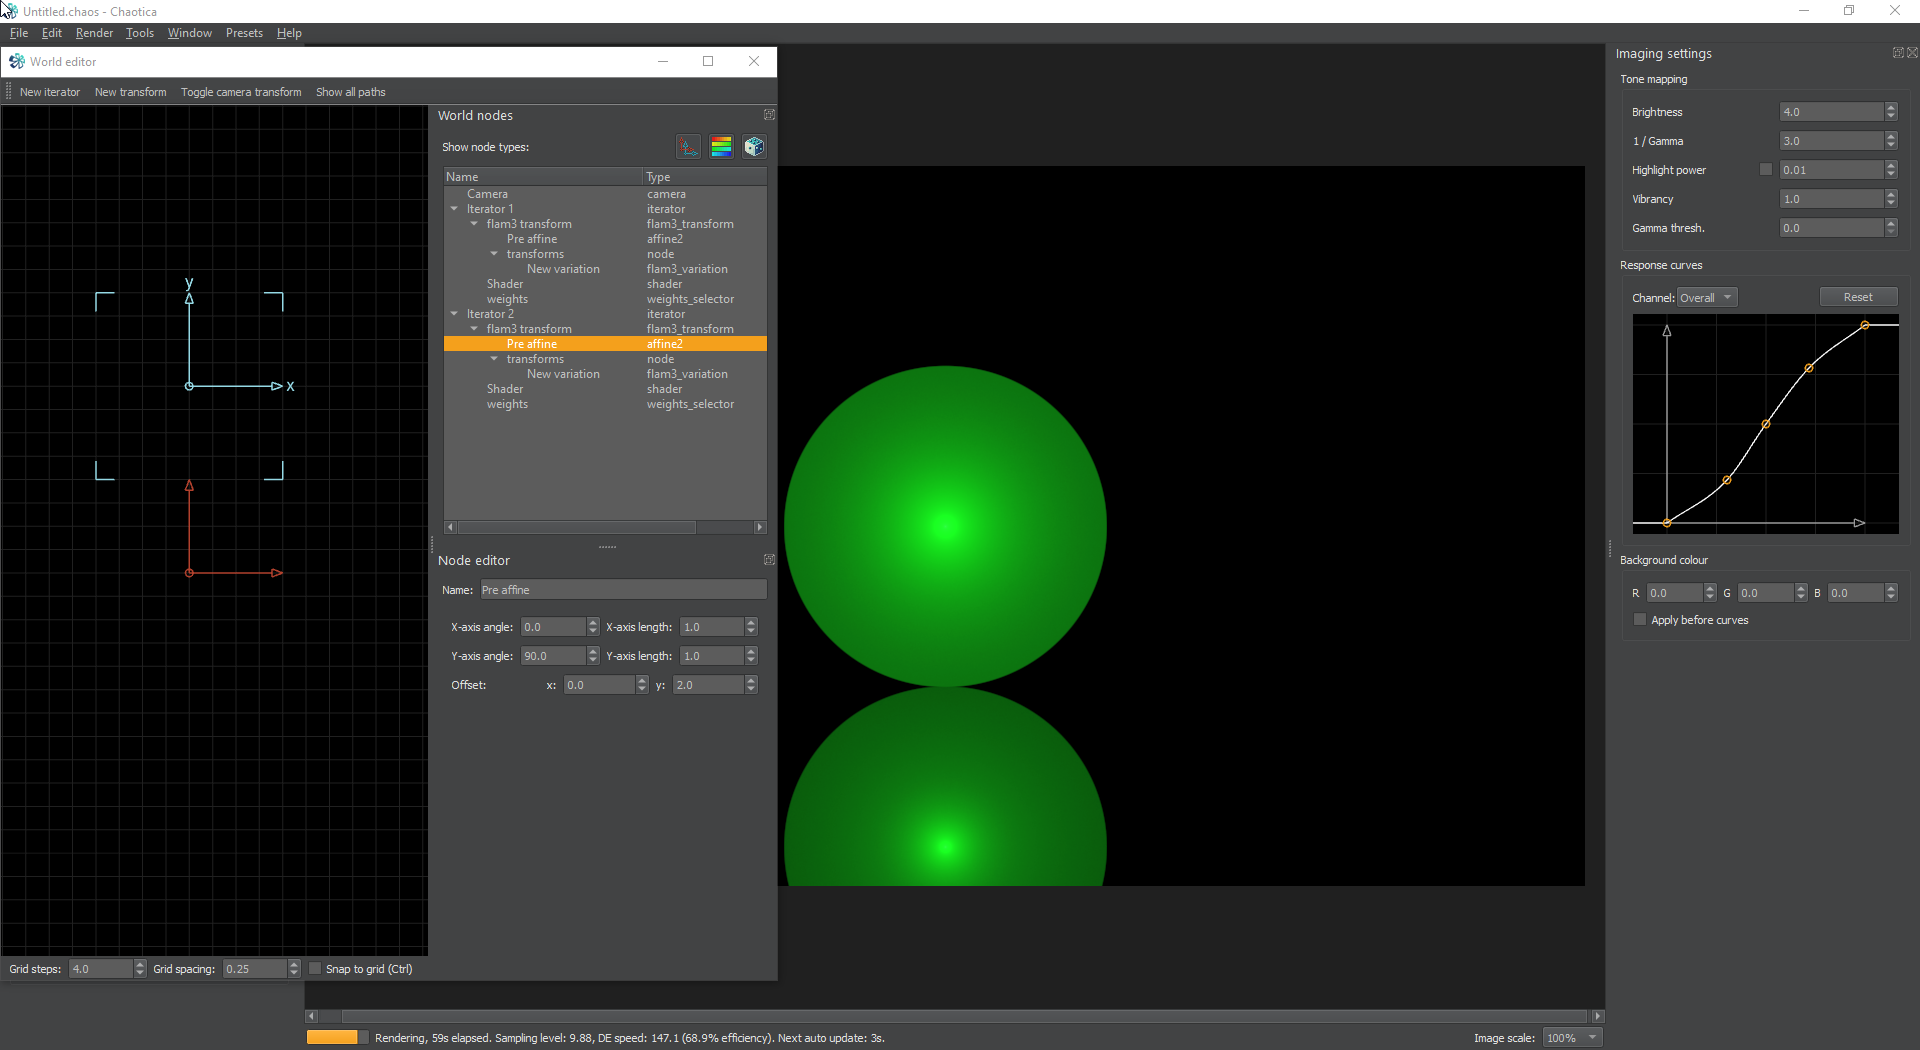 Untitled.chaos - Chaotica
File Edit Render Tools Window Presets Help
World editor
New iterator New transform Toggle camera transform Show all paths
y
x
World nodes
Show node types:
Name Type
Camera camera
Iterator 1 iterator
flam3 transform flam3_transform
Pre affine affine2
transforms node
New variation flam3_variation
Shader shader
weights weights_selector
Iterator 2 iterator
flam3 transform flam3_transform
Pre affine affine2
transforms node
New variation flam3_variation
Shader shader
weights weights_selector
Node editor
Name: Pre affine
X-axis angle: 0.0 X-axis length: 1.0
Y-axis angle: 90.0 Y-axis length: 1.0
Offset: x: 0.0 y: 2.0
Grid steps: 4.0 Grid spacing: 0.25 Snap to grid (Ctrl)
Imaging settings
Tone mapping
Brightness 4.0
1 / Gamma 3.0
Highlight power 0.01
Vibrancy 1.0
Gamma thresh. 0.0
Response curves
Channel: Overall Reset
Background colour
R 0.0 G 0.0 B 0.0
Apply before curves
Rendering, 59s elapsed. Sampling level: 9.88, DE speed: 147.1 (68.9% efficiency). Next auto update: 3s.
Image scale: 100%